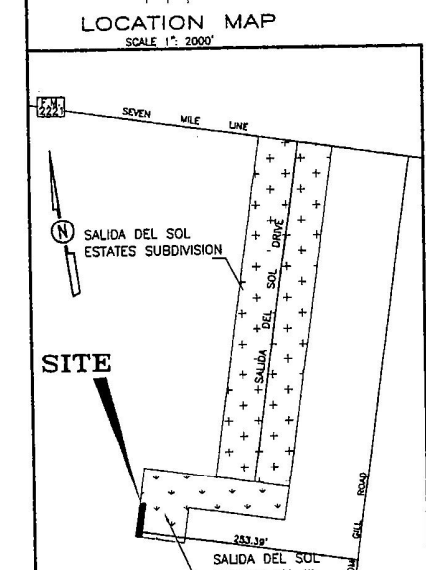 LOCATION MAP
SCALE 1": 2000'
F.M.
2221
SEVEN MILE LINE
N
SALIDA DEL SOL
ESTATES SUBDIVISION
SALIDA DEL SOL DRIVE
SITE
GILL ROAD
253.39'
SALIDA DEL SOL